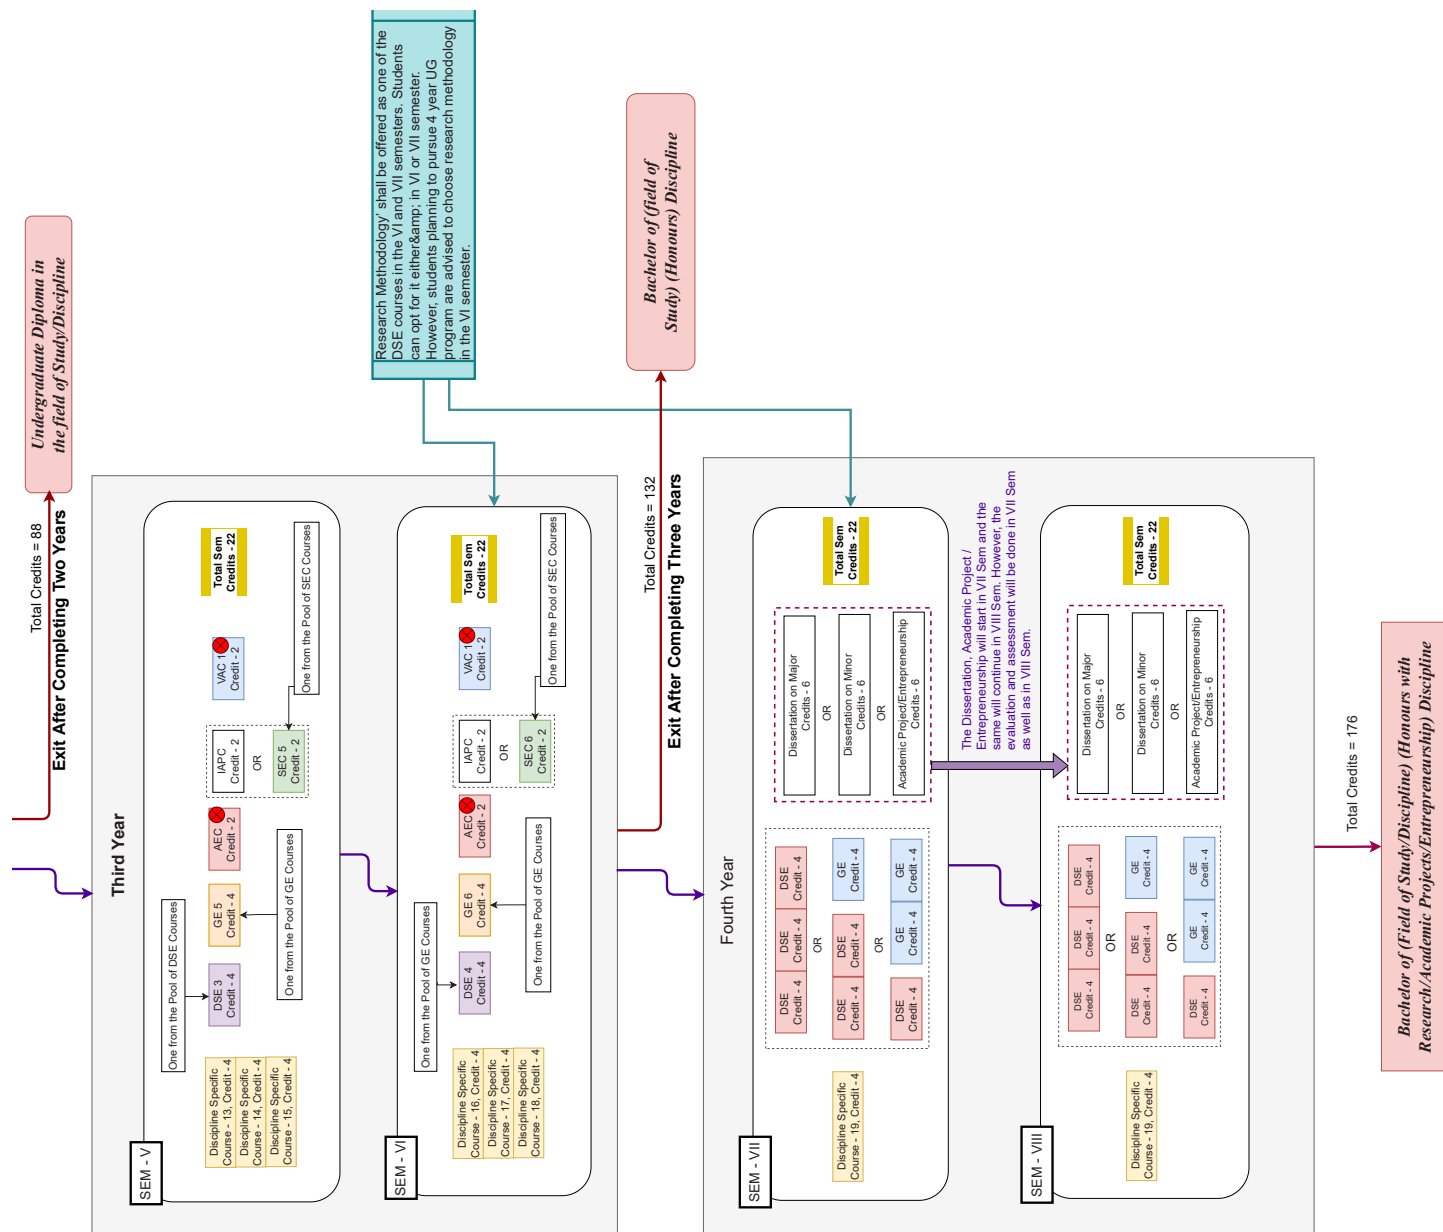 Undergraduate Diploma in
the field of Study/Discipline
Total Credits = 88
Exit After Completing Two Years
Research Methodology' shall be offered as one of the
DSE courses in the VI and VII semesters. Students
can opt for it either&amp; in VI or VII semester.
However, students planning to pursue 4 year UG
program are advised to choose research methodology
in the VI semester.
Third Year
SEM - V
Discipline Specific
Course - 13, Credit - 4
Discipline Specific
Course - 14, Credit - 4
Discipline Specific
Course - 15, Credit - 4
One from the Pool of DSE Courses
DSE 3
Credit - 4
GE 5
Credit - 4
One from the Pool of GE Courses
AEC
Credit - 2
IAPC
Credit - 2
OR
SEC 5
Credit - 2
VAC 1
Credit - 2
One from the Pool of SEC Courses
Total Sem
Credits - 22
SEM - VI
Discipline Specific
Course - 16, Credit - 4
Discipline Specific
Course - 17, Credit - 4
Discipline Specific
Course - 18, Credit - 4
One from the Pool of GE Courses
DSE 4
Credit - 4
GE 6
Credit - 4
One from the Pool of GE Courses
AEC
Credit - 2
IAPC
Credit - 2
OR
SEC 6
Credit - 2
VAC 1
Credit - 2
One from the Pool of SEC Courses
Total Sem
Credits - 22
Total Credits = 132
Exit After Completing Three Years
Bachelor of (field of
Study) (Honours) Discipline
Fourth Year
SEM - VII
Discipline Specific
Course - 19, Credit - 4
DSE
Credit - 4
DSE
Credit - 4
DSE
Credit - 4
OR
DSE
Credit - 4
DSE
Credit - 4
GE
Credit - 4
OR
DSE
Credit - 4
GE
Credit - 4
GE
Credit - 4
Dissertation on Major
Credits - 6
OR
Dissertation on Minor
Credits - 6
OR
Academic Project/Entrepreneurship
Credits - 6
Total Sem
Credits - 22
The Dissertation, Academic Project /
Entrepreneurship will start in VII Sem and the
same will continue in VIII Sem. However, the
evaluation and assessment will be done in VII Sem
as well as in VIII Sem.
SEM - VIII
Discipline Specific
Course - 19, Credit - 4
DSE
Credit - 4
DSE
Credit - 4
DSE
Credit - 4
OR
DSE
Credit - 4
DSE
Credit - 4
GE
Credit - 4
OR
DSE
Credit - 4
GE
Credit - 4
GE
Credit - 4
Dissertation on Major
Credits - 6
OR
Dissertation on Minor
Credits - 6
OR
Academic Project/Entrepreneurship
Credits - 6
Total Sem
Credits - 22
Total Credits = 176
Bachelor of (Field of Study/Discipline) (Honours with
Research/Academic Projects/Entrepreneurship) Discipline